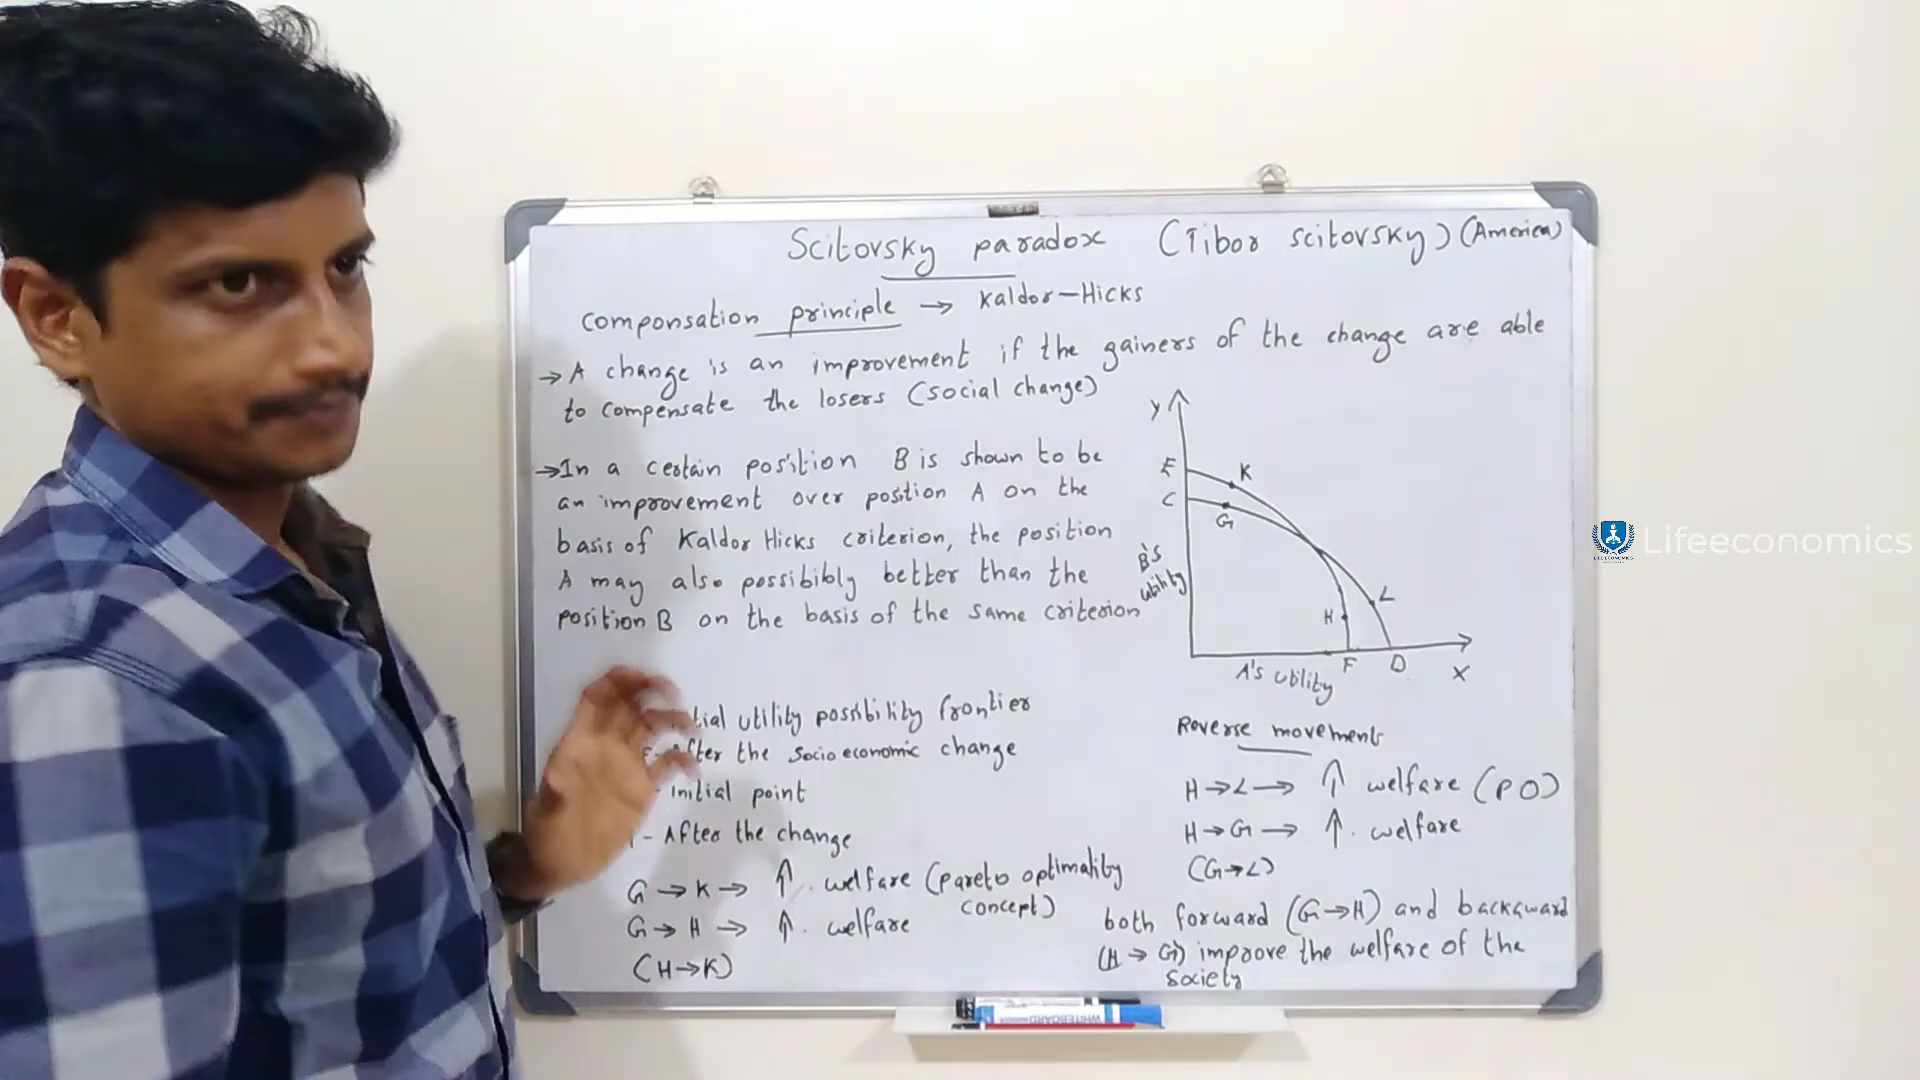 Scitovsky paradox (Tibor scitovsky) (America)
Componsation principle → Kaldor-Hicks
→ A change is an improvement if the gainers of the change are able
to compensate the losers (social change)
→ In a certain position B is shown to be
an improvement over postion A on the
basis of Kaldor Hicks criterion, the position
A may also possibibly better than the
position B on the basis of the same criterion
Y
E
K
C
G
B's
utility
L
H
F
D
X
A's utility
utility possibility frontier
After the socio economic change
- Initial point
- After the change
G → K → ↑. welfare (pareto optimality
concept)
G → H → ↑. welfare
(H→K)
Reverse movements
H → L → ↑ welfare (PO)
H → G → ↑. welfare
(G→L)
both forward (G→H) and backaward
(H → G) improve the welfare of the
society
WHITEBOARD
Lifeeconomics
LIFE ECONOMICS